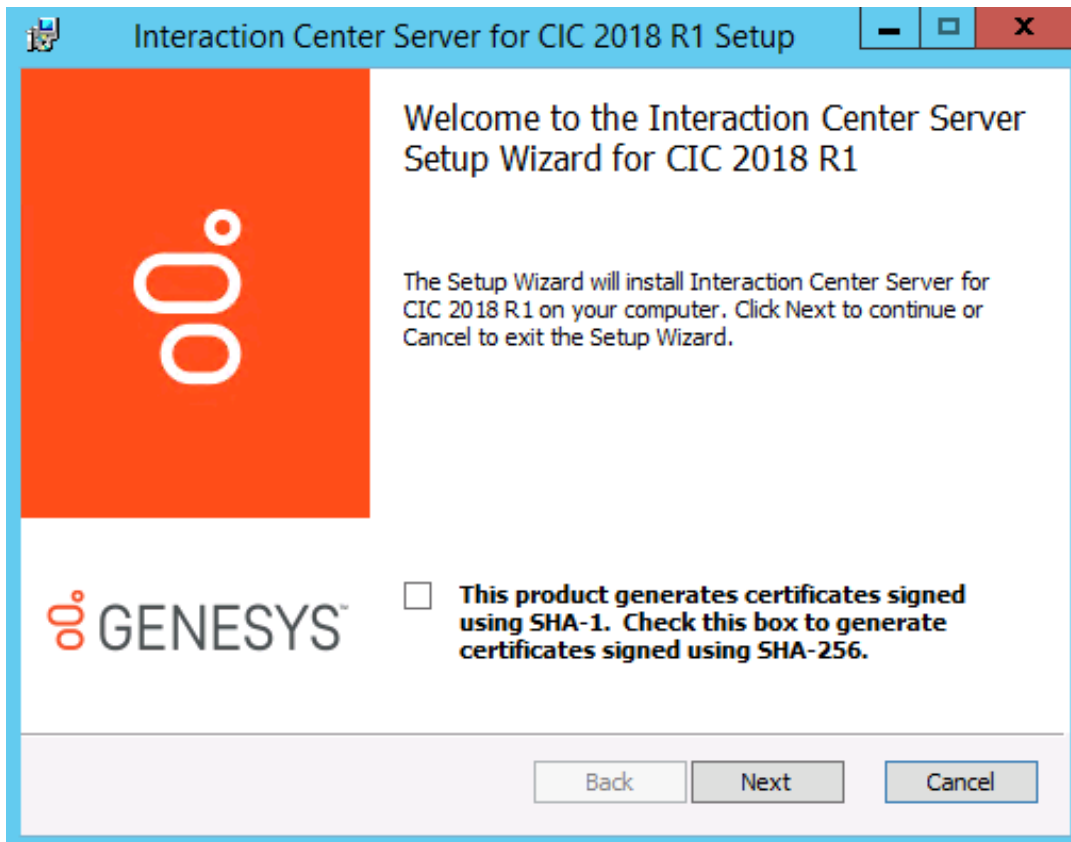 Interaction Center Server for CIC 2018 R1 Setup
Welcome to the Interaction Center Server
Setup Wizard for CIC 2018 R1
The Setup Wizard will install Interaction Center Server for
CIC 2018 R1 on your computer. Click Next to continue or
Cancel to exit the Setup Wizard.
GENESYS™
This product generates certificates signed
using SHA-1.  Check this box to generate
certificates signed using SHA-256.
Back
Next
Cancel